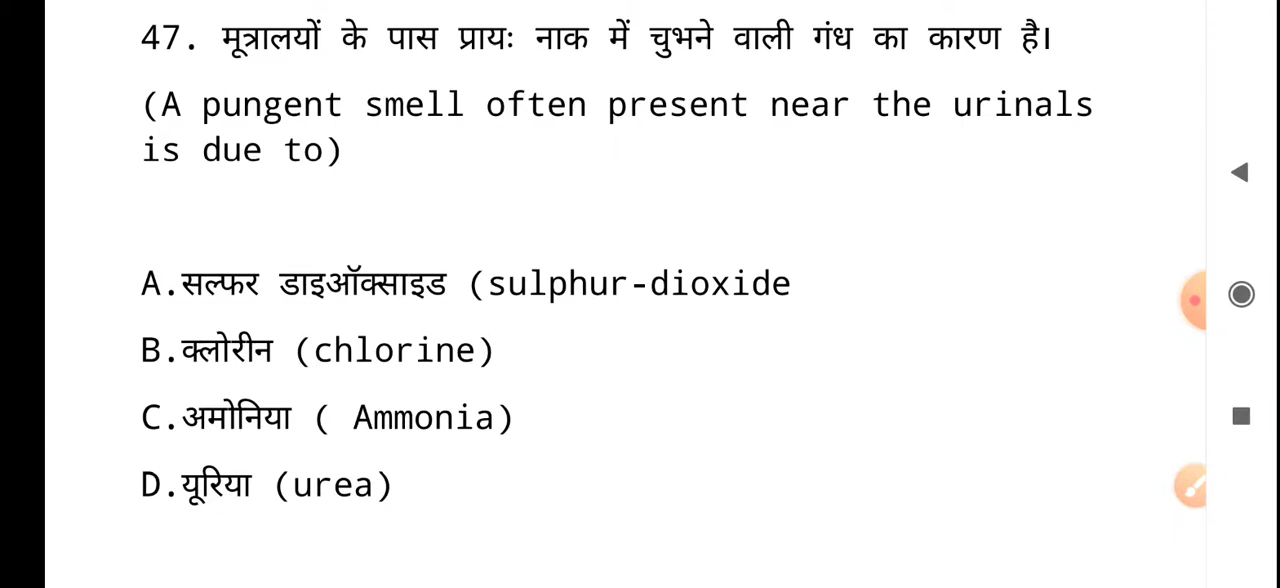 47. मूत्रालयों के पास प्रायः नाक में चुभने वाली गंध का कारण है।
(A pungent smell often present near the urinals
is due to)
A.सल्फर डाइऑक्साइड (sulphur-dioxide
B.क्लोरीन (chlorine)
C.अमोनिया ( Ammonia)
D.यूरिया (urea)